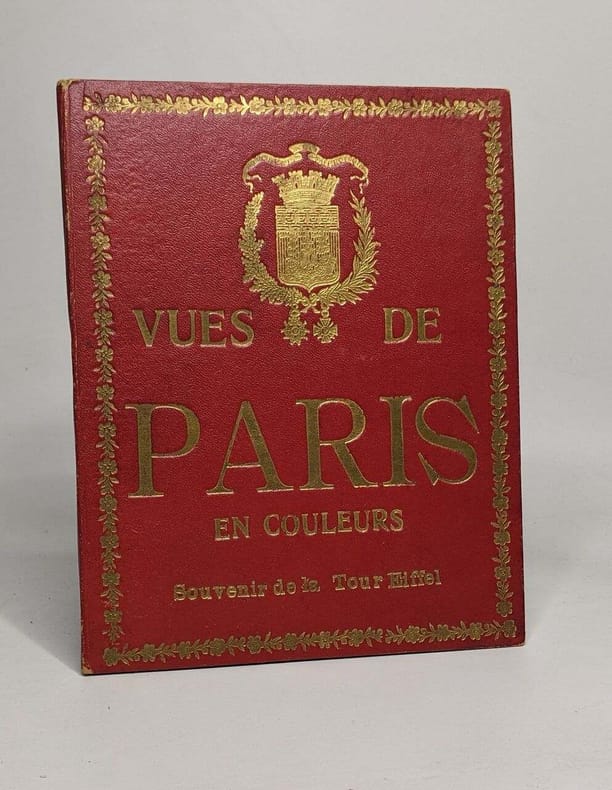 VUES DE
PARIS
EN COULEURS
Souvenir de la Tour Eiffel